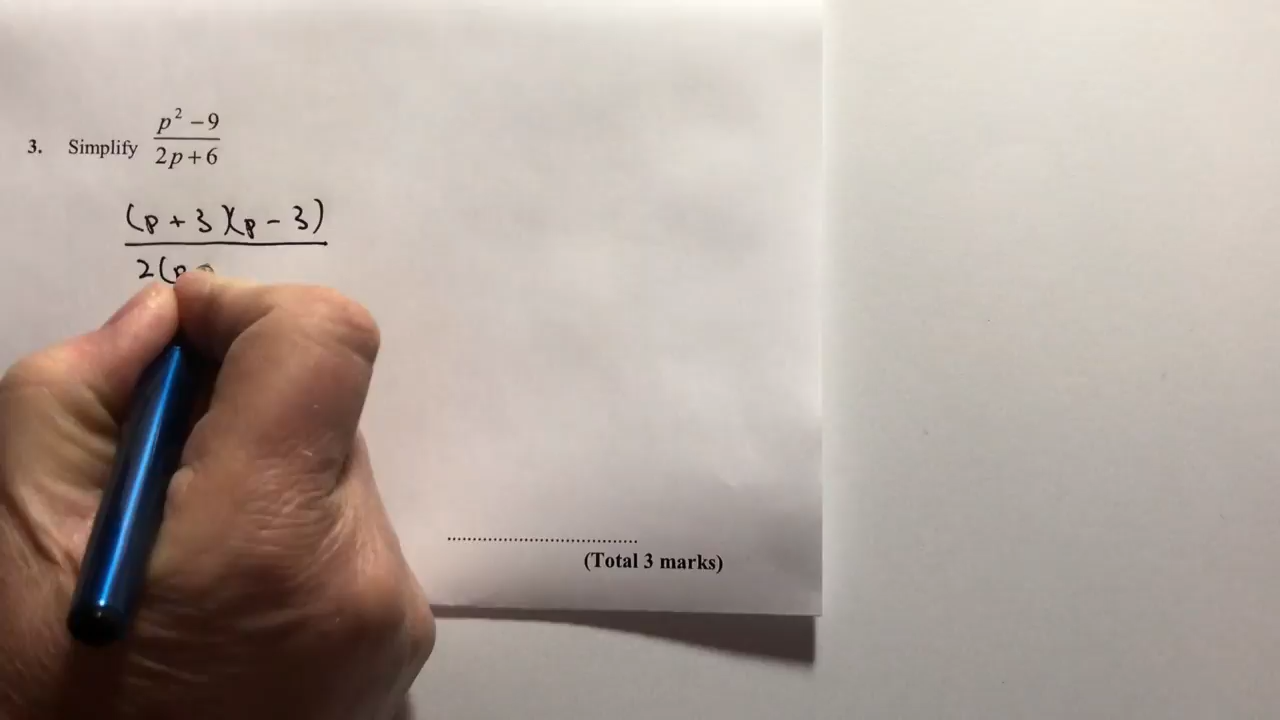 3. Simplify p² − 9
2p + 6
(p + 3)(p − 3)
2(p
.......................................
(Total 3 marks)